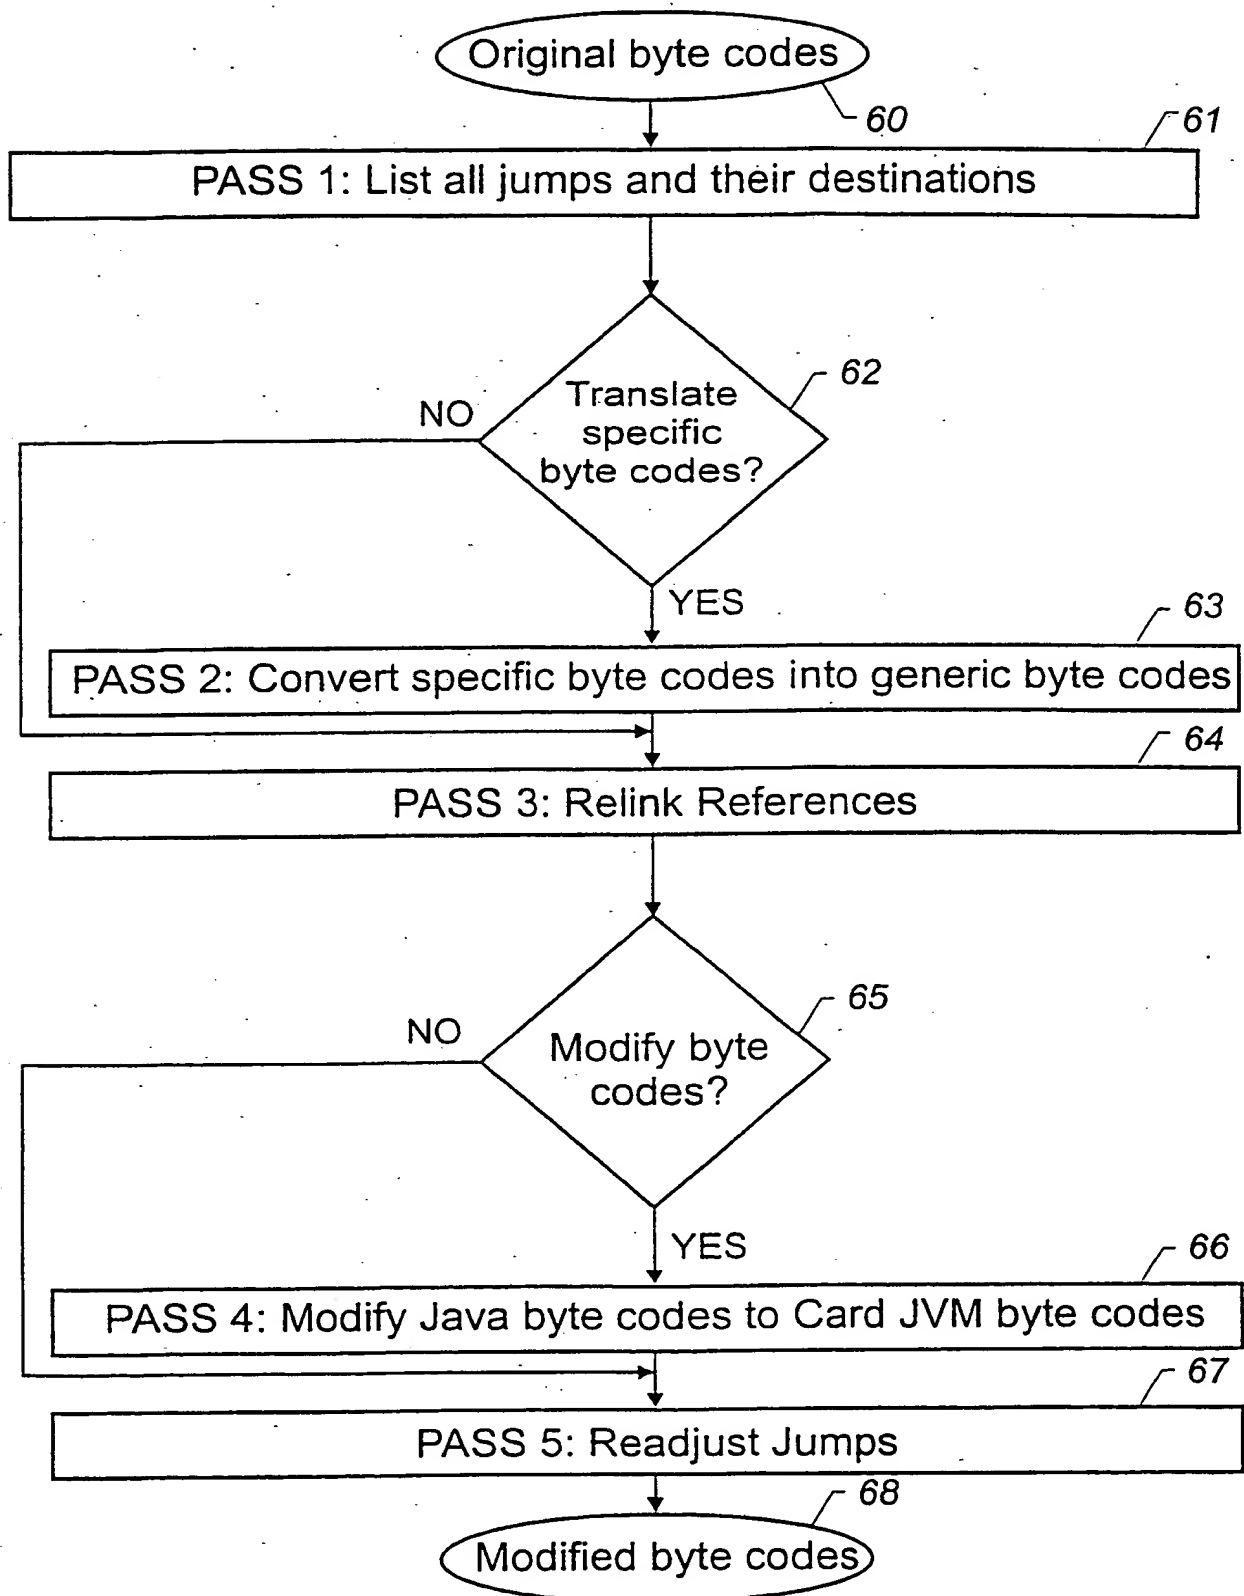 Original byte codes
60
61
PASS 1: List all jumps and their destinations
62
Translate
specific
byte codes?
NO
YES
63
PASS 2: Convert specific byte codes into generic byte codes
64
PASS 3: Relink References
65
NO
Modify byte
codes?
YES
66
PASS 4: Modify Java byte codes to Card JVM byte codes
67
PASS 5: Readjust Jumps
68
Modified byte codes